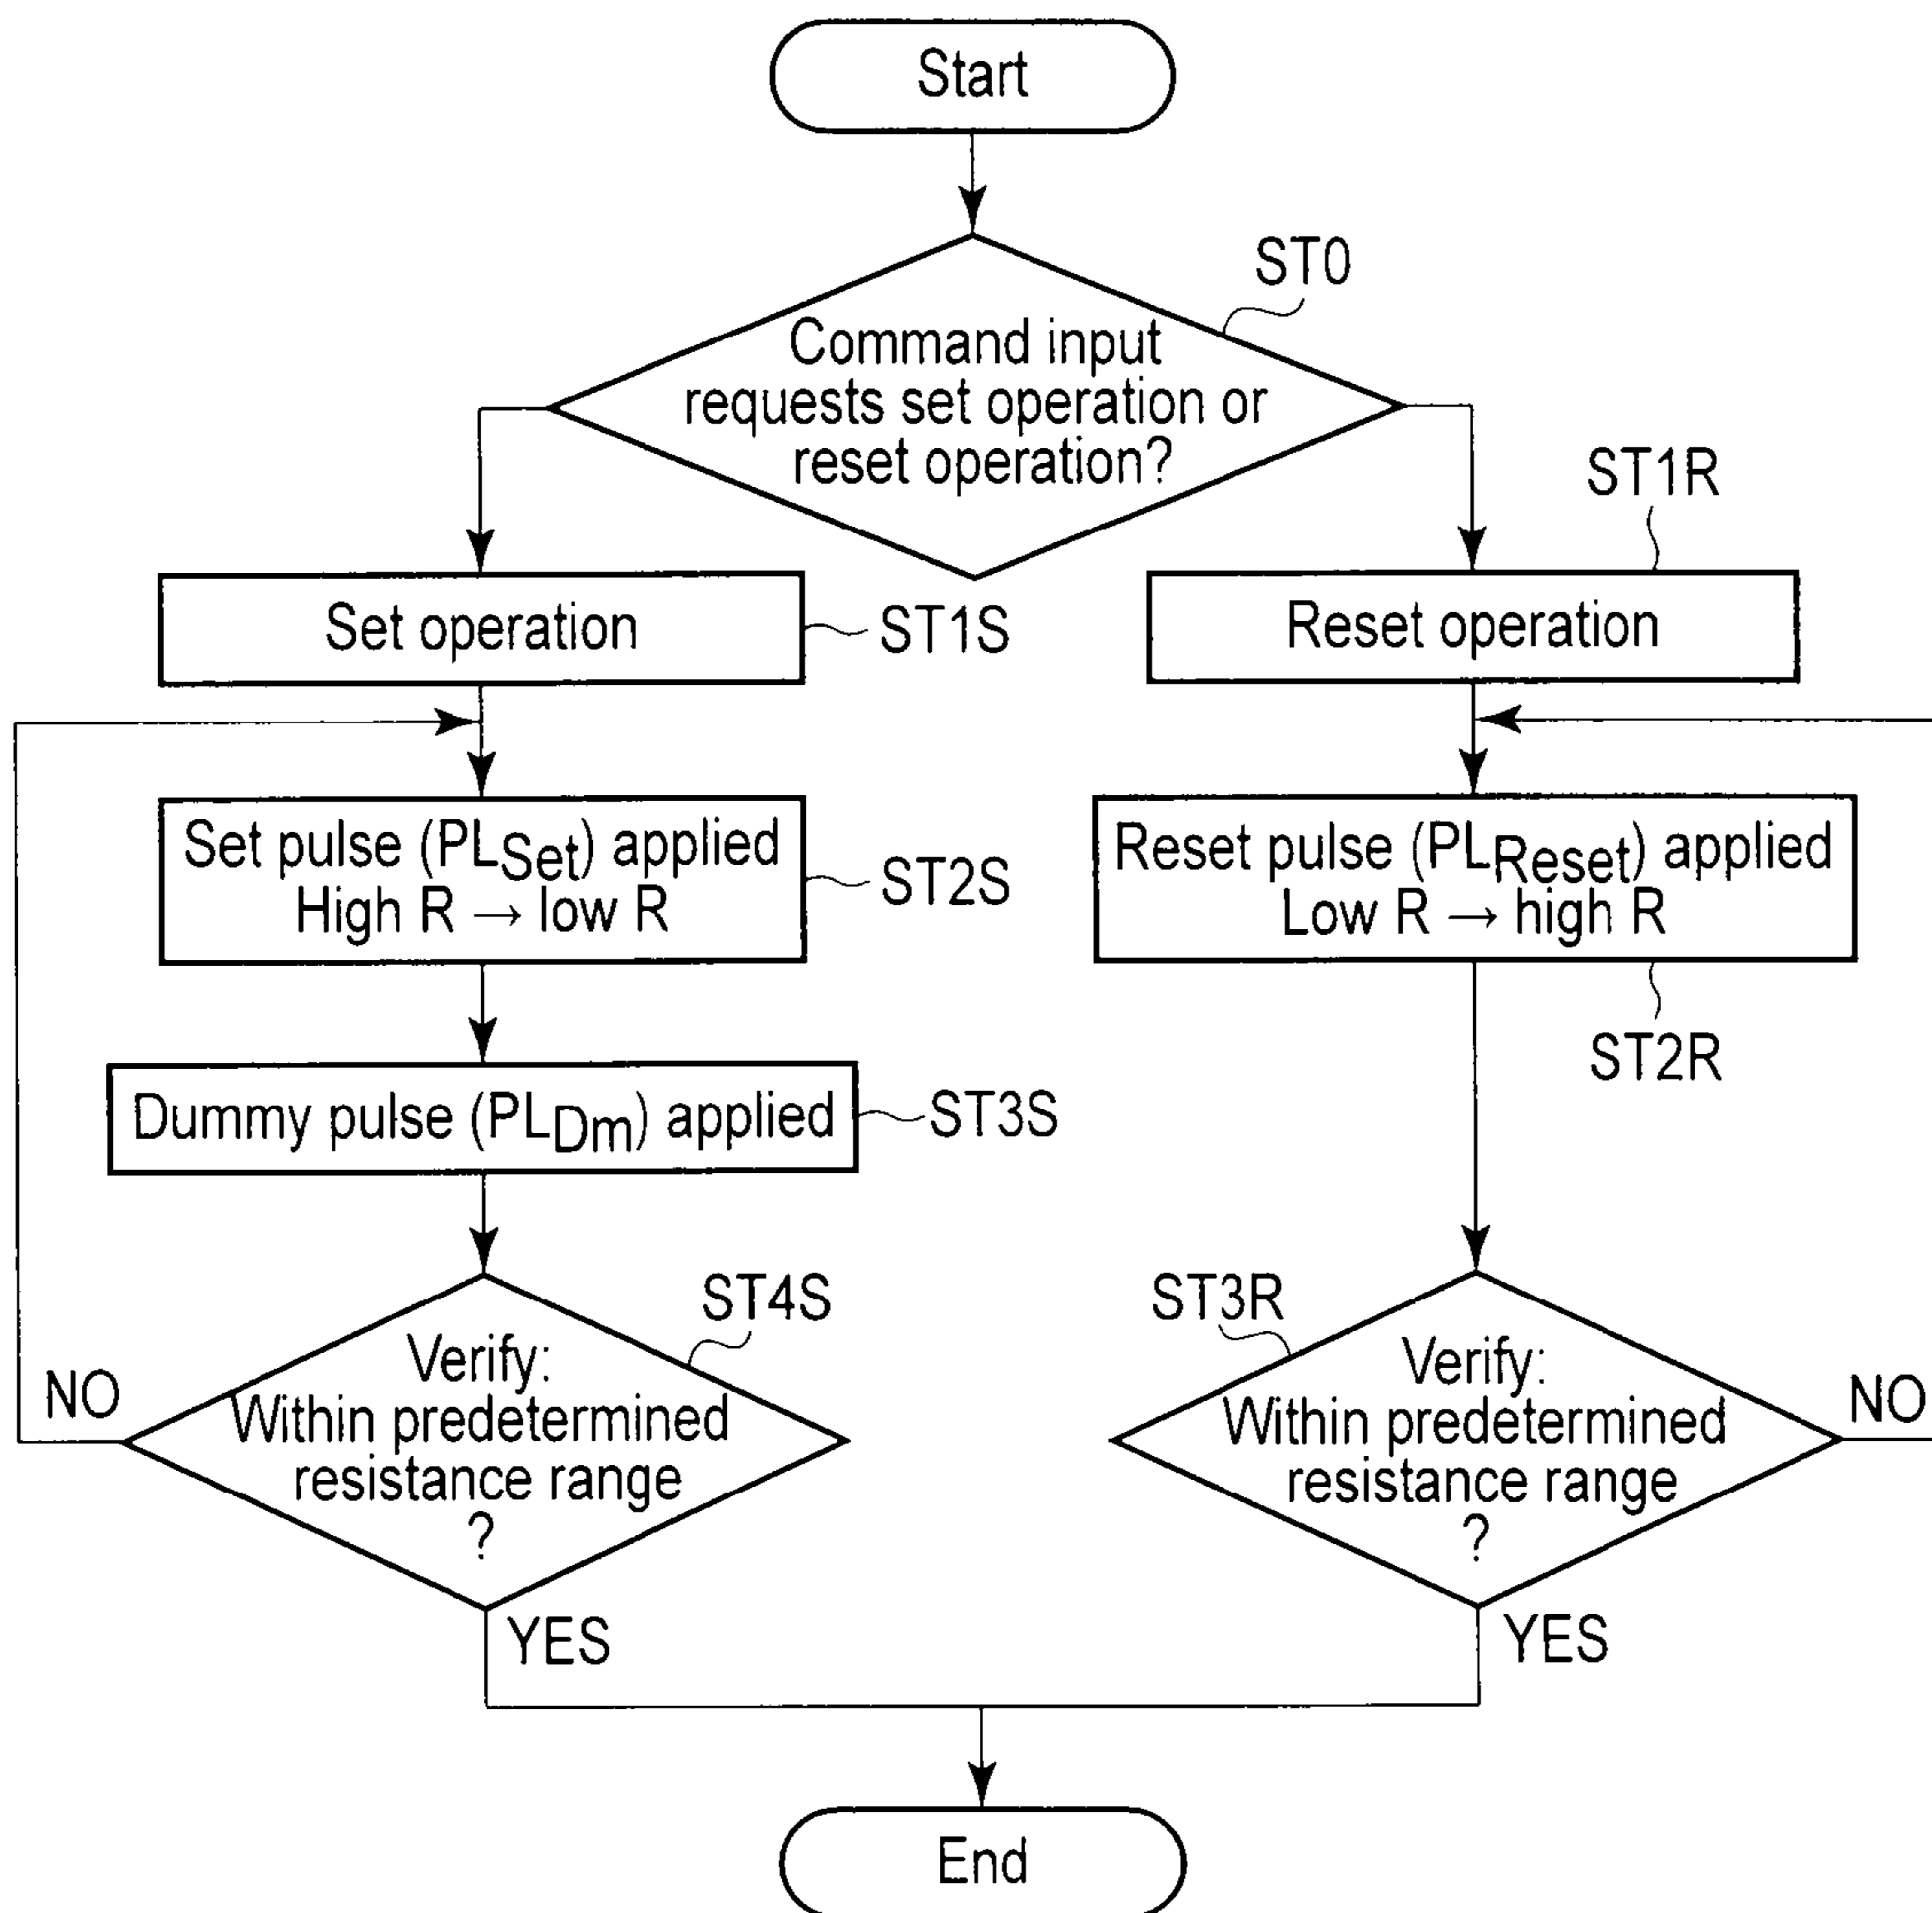 Start
ST0
Command input
requests set operation or
reset operation?
ST1R
Set operation
ST1S
Reset operation
Set pulse (PLSet) applied
High R → low R
ST2S
Reset pulse (PLReset) applied
Low R → high R
ST2R
Dummy pulse (PLDm) applied
ST3S
ST4S
Verify:
Within predetermined
resistance range
?
NO
YES
ST3R
Verify:
Within predetermined
resistance range
?
NO
YES
End